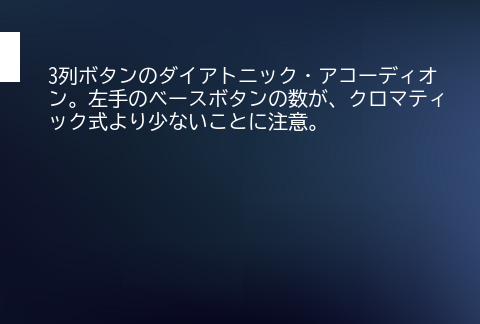 3列ボタンのダイアトニック・アコーディオ
ン。左手のベースボタンの数が、クロマティ
ック式より少ないことに注意。